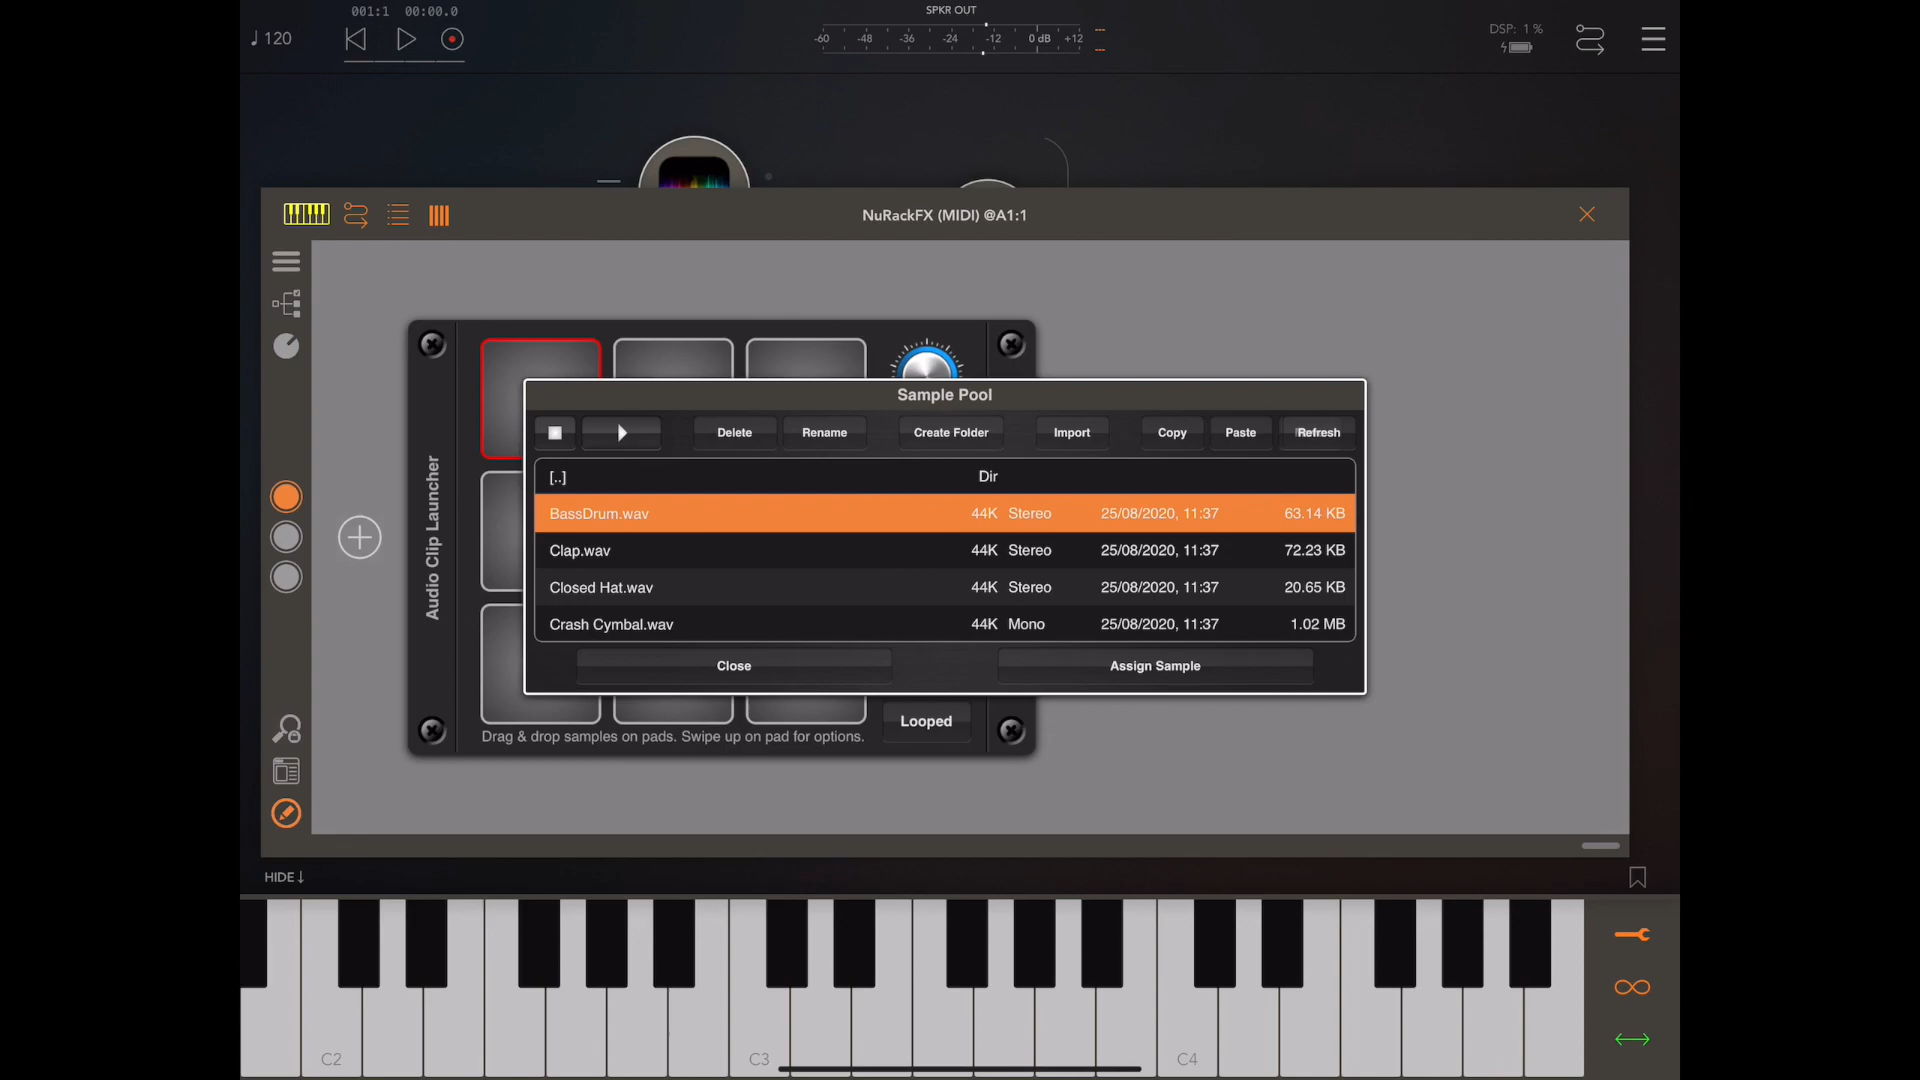 001:1 00:00.0
♩120
SPKR OUT
-60 -48 -36 -24 -12 0 dB +12
DSP: 1 %
NuRackFX (MIDI) @A1:1
Sample Pool
Delete Rename Create Folder Import Copy Paste Refresh
[..] Dir
BassDrum.wav 44K Stereo 25/08/2020, 11:37 63.14 KB
Clap.wav 44K Stereo 25/08/2020, 11:37 72.23 KB
Closed Hat.wav 44K Stereo 25/08/2020, 11:37 20.65 KB
Crash Cymbal.wav 44K Mono 25/08/2020, 11:37 1.02 MB
Close Assign Sample
Audio Clip Launcher
Looped
Drag & drop samples on pads. Swipe up on pad for options.
HIDE↓
C2 C3 C4